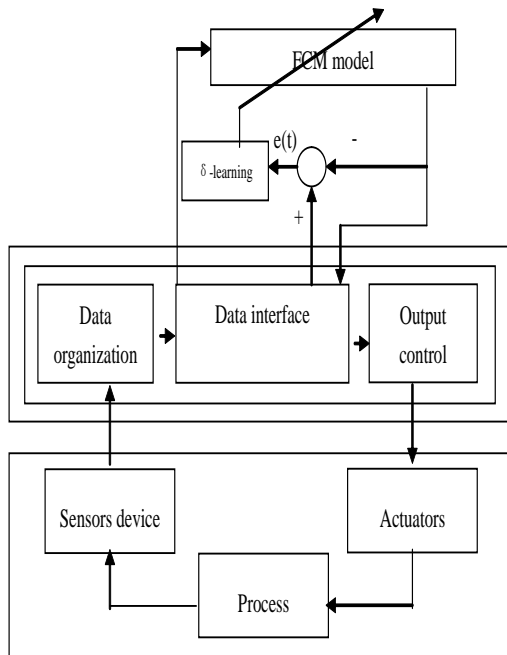 FCM model
e(t)
-
δ-learning
+
Data
organization
Data interface
Output
control
Sensors device
Actuators
Process